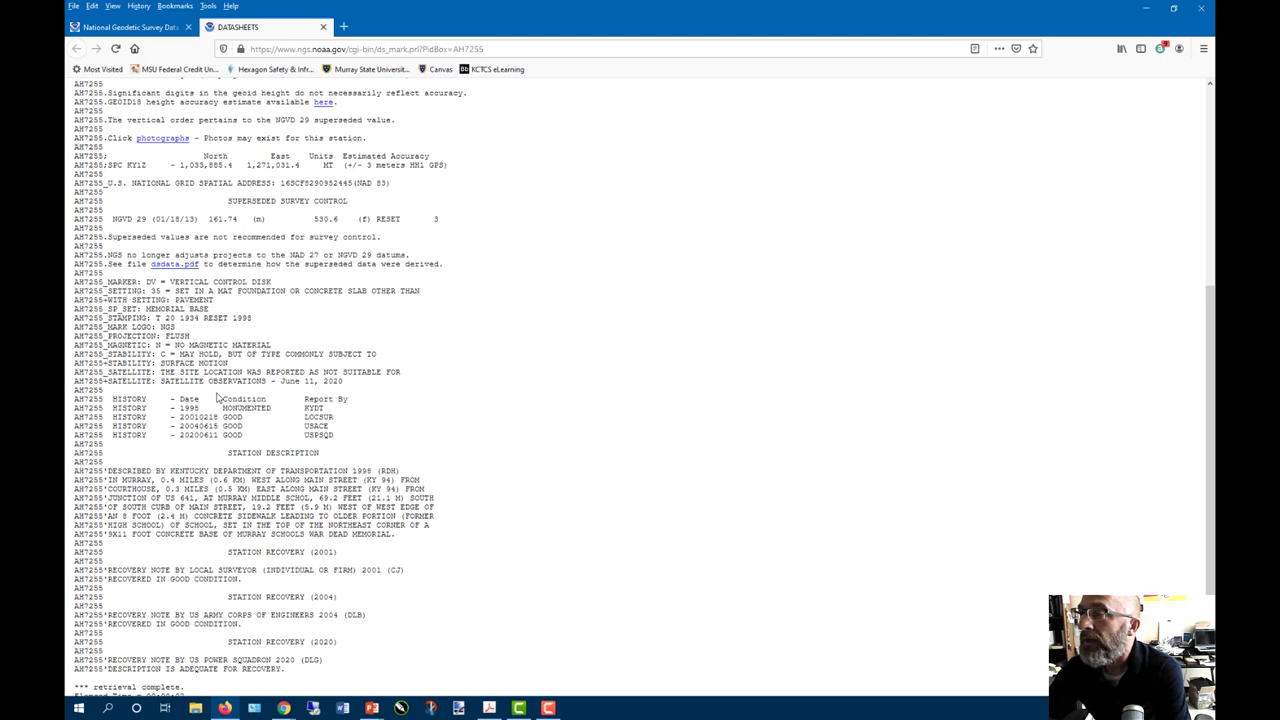 File Edit View History Bookmarks Tools Help
National Geodetic Survey Data
DATASHEETS
https://www.ngs.noaa.gov/cgi-bin/ds_mark.prl?PidBox=AH7255
Most Visited MSU Federal Credit Un... Hexagon Safety & Infr... Murray State Universit... Canvas Bb KCTCS eLearning
AH7255
AH7255.Significant digits in the geoid height do not necessarily reflect accuracy.
AH7255.GEOID18 height accuracy estimate available here.
AH7255
AH7255.The vertical order pertains to the NGVD 29 superseded value.
AH7255
AH7255.Click photographs - Photos may exist for this station.
AH7255
AH7255; North East Units Estimated Accuracy
AH7255;SPC KY1Z - 1,033,885.4 1,271,031.4 MT (+/- 3 meters HH1 GPS)
AH7255
AH7255_U.S. NATIONAL GRID SPATIAL ADDRESS: 16SCF8290952445(NAD 83)
AH7255
AH7255 SUPERSEDED SURVEY CONTROL
AH7255
AH7255 NGVD 29 (01/18/13) 161.74 (m) 530.6 (f) RESET 3
AH7255
AH7255.Superseded values are not recommended for survey control.
AH7255
AH7255.NGS no longer adjusts projects to the NAD 27 or NGVD 29 datums.
AH7255.See file dsdata.pdf to determine how the superseded data were derived.
AH7255
AH7255_MARKER: DV = VERTICAL CONTROL DISK
AH7255_SETTING: 35 = SET IN A MAT FOUNDATION OR CONCRETE SLAB OTHER THAN
AH7255+WITH SETTING: PAVEMENT
AH7255_SP_SET: MEMORIAL BASE
AH7255_STAMPING: T 20 1934 RESET 1998
AH7255_MARK LOGO: NGS
AH7255_PROJECTION: FLUSH
AH7255_MAGNETIC: N = NO MAGNETIC MATERIAL
AH7255_STABILITY: C = MAY HOLD, BUT OF TYPE COMMONLY SUBJECT TO
AH7255+STABILITY: SURFACE MOTION
AH7255_SATELLITE: THE SITE LOCATION WAS REPORTED AS NOT SUITABLE FOR
AH7255+SATELLITE: SATELLITE OBSERVATIONS - June 11, 2020
AH7255
AH7255 HISTORY - Date Condition Report By
AH7255 HISTORY - 1998 MONUMENTED KYDT
AH7255 HISTORY - 20010218 GOOD LOCSUR
AH7255 HISTORY - 20040615 GOOD USACE
AH7255 HISTORY - 20200611 GOOD USPSQD
AH7255
AH7255 STATION DESCRIPTION
AH7255
AH7255'DESCRIBED BY KENTUCKY DEPARTMENT OF TRANSPORTATION 1998 (RDH)
AH7255'IN MURRAY, 0.4 MILES (0.6 KM) WEST ALONG MAIN STREET (KY 94) FROM
AH7255'COURTHOUSE, 0.3 MILES (0.5 KM) EAST ALONG MAIN STREET (KY 94) FROM
AH7255'JUNCTION OF US 641, AT MURRAY MIDDLE SCHOL, 69.2 FEET (21.1 M) SOUTH
AH7255'OF SOUTH CURB OF MAIN STREET, 19.2 FEET (5.9 M) WEST OF WEST EDGE OF
AH7255'AN 8 FOOT (2.4 M) CONCRETE SIDEWALK LEADING TO OLDER PORTION (FORMER
AH7255'HIGH SCHOOL) OF SCHOOL, SET IN THE TOP OF THE NORTHEAST CORNER OF A
AH7255'9X11 FOOT CONCRETE BASE OF MURRAY SCHOOLS WAR DEAD MEMORIAL.
AH7255
AH7255 STATION RECOVERY (2001)
AH7255
AH7255'RECOVERY NOTE BY LOCAL SURVEYOR (INDIVIDUAL OR FIRM) 2001 (CJ)
AH7255'RECOVERED IN GOOD CONDITION.
AH7255
AH7255 STATION RECOVERY (2004)
AH7255
AH7255'RECOVERY NOTE BY US ARMY CORPS OF ENGINEERS 2004 (DLB)
AH7255'RECOVERED IN GOOD CONDITION.
AH7255
AH7255 STATION RECOVERY (2020)
AH7255
AH7255'RECOVERY NOTE BY US POWER SQUADRON 2020 (DLG)
AH7255'DESCRIPTION IS ADEQUATE FOR RECOVERY.
*** retrieval complete.